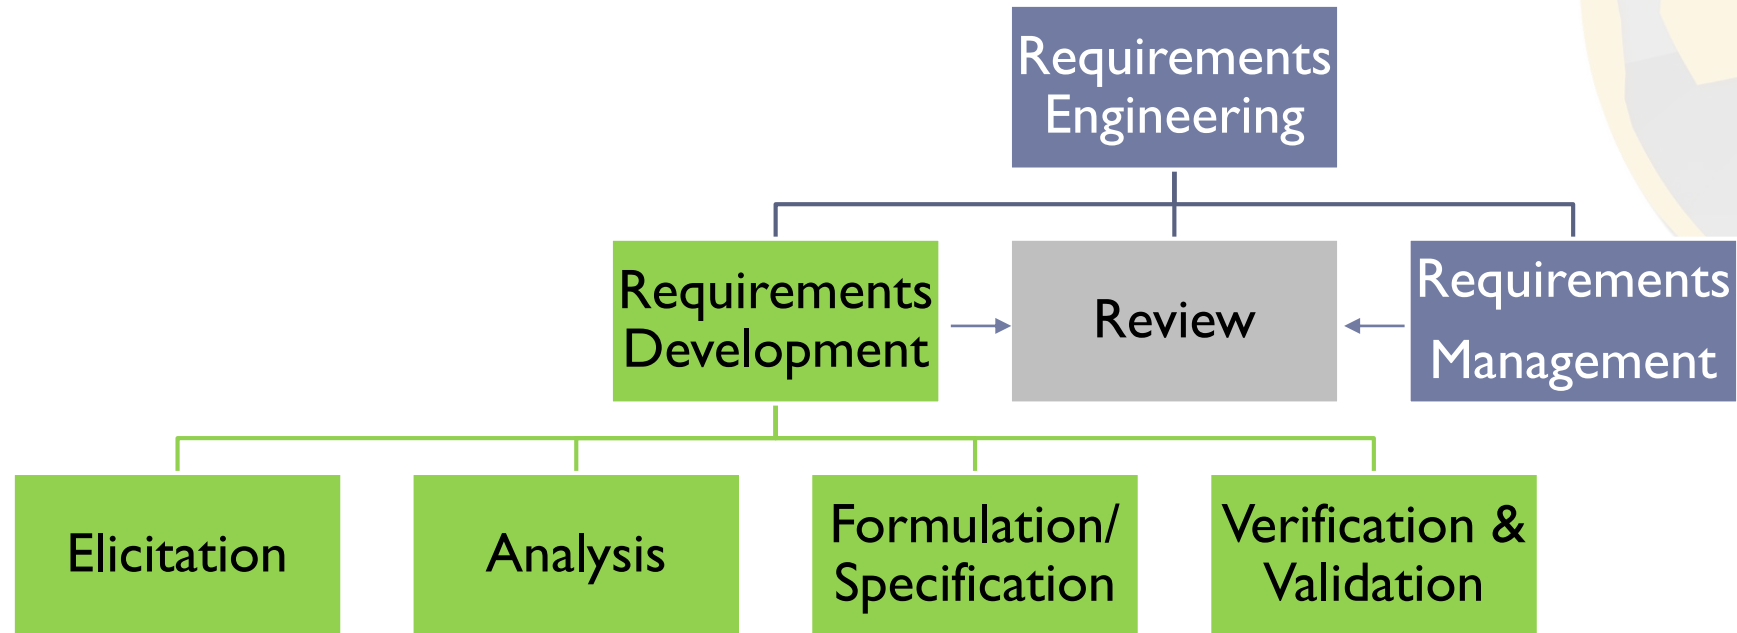 Requirements
Engineering
Requirements
Development
Review
Requirements
Management
Elicitation
Analysis
Formulation/
Specification
Verification &
Validation